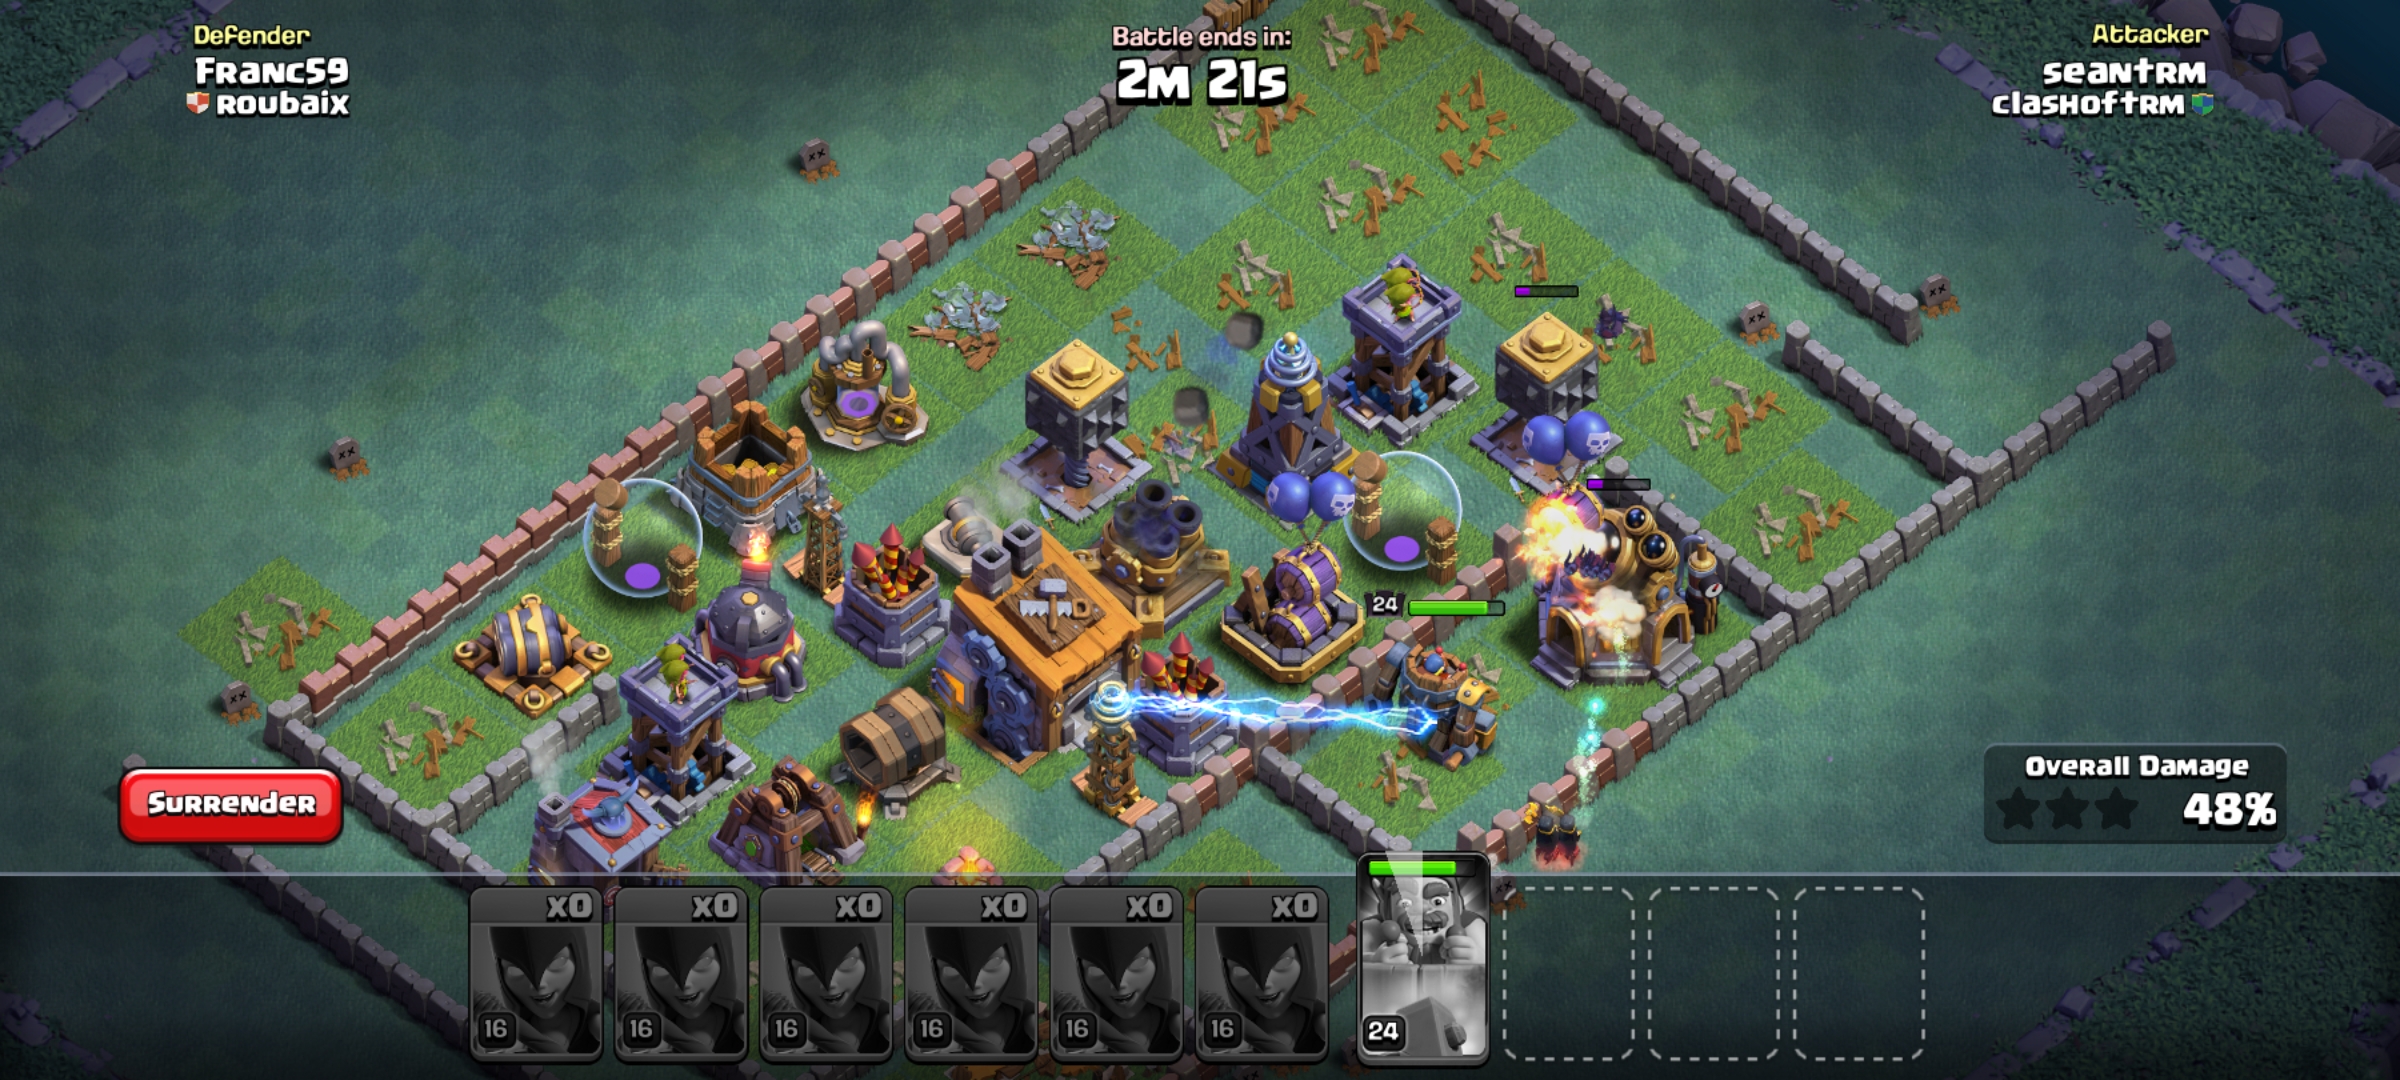 Defender
Franc59
roubaix
Battle ends in:
2M 21s
Attacker
seantRM
clashoftRM
24
Surrender
Overall Damage
48%
x0
x0
x0
x0
x0
x0
16
16
16
16
16
16
24